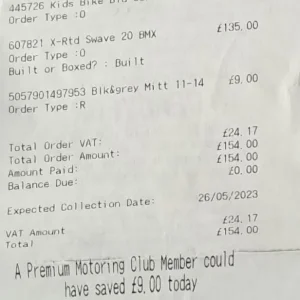 445726 Kids Bike
Order Type :O
607821 X-Rtd Swave 20 BMX £135.00
Order Type :O
Built or Boxed? : Built
5057901497953 Blk&grey Mitt 11-14 £9.00
Order Type :R
Total Order VAT: £24.17
Total Order Amount: £154.00
Amount Paid: £154.00
Balance Due: £0.00
Expected Collection Date: 26/05/2023
VAT Amount £24.17
Total £154.00
A Premium Motoring Club Member could
have saved £9.00 today